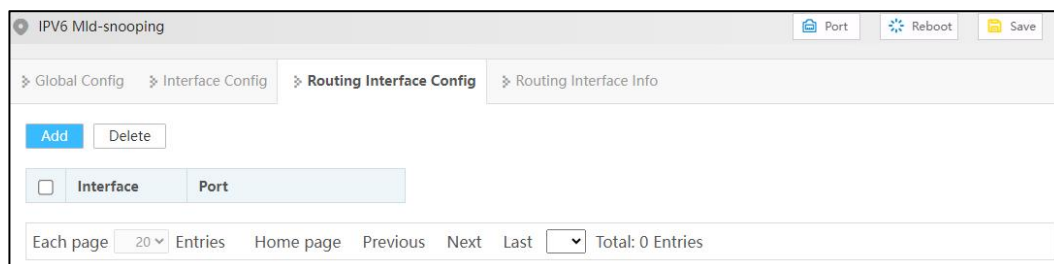 IPV6 Mld-snooping Port Reboot Save
Global Config Interface Config Routing Interface Config Routing Interface Info
Add Delete
Interface Port
Each page 20 Entries Home page Previous Next Last Total: 0 Entries